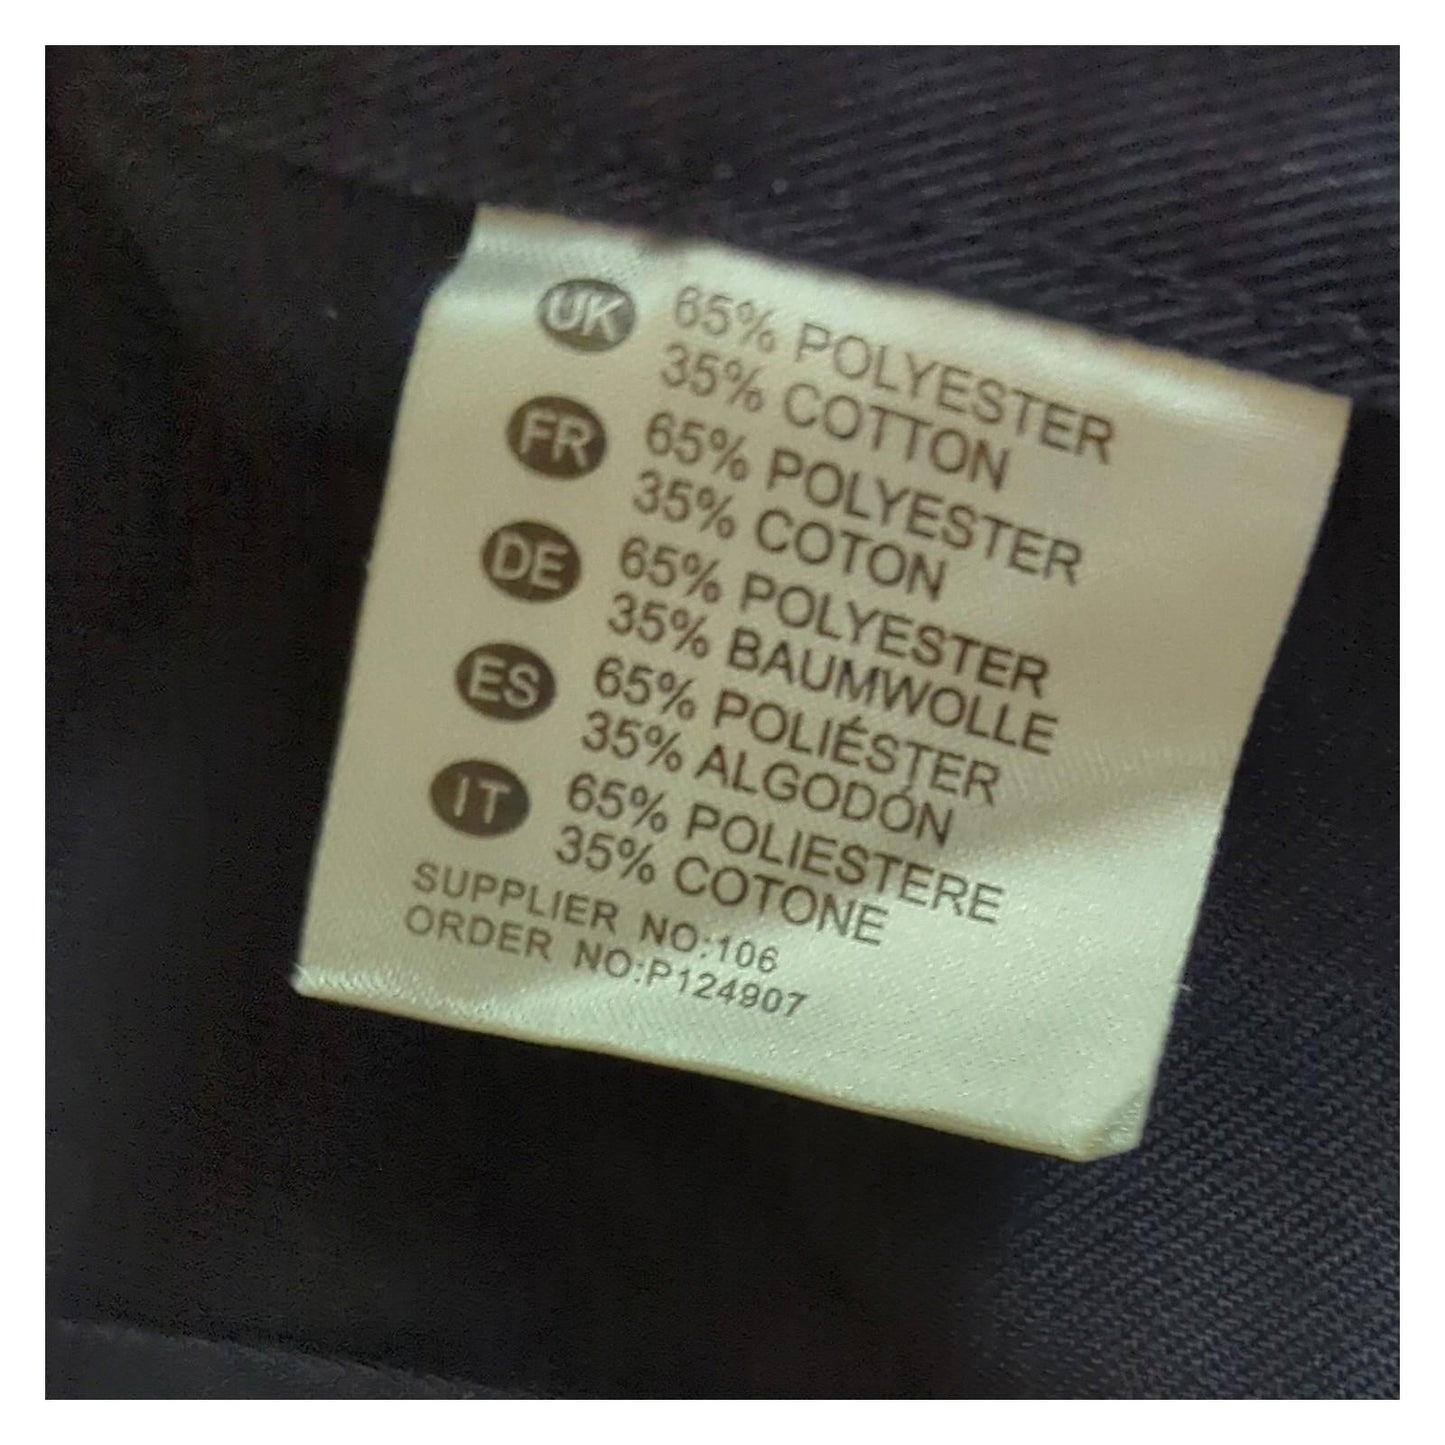 UK 65% POLYESTER
35% COTTON
FR 65% POLYESTER
35% COTON
DE 65% POLYESTER
35% BAUMWOLLE
ES 65% POLIÉSTER
35% ALGODÓN
IT 65% POLIESTERE
35% COTONE
SUPPLIER NO:106
ORDER NO:P124907